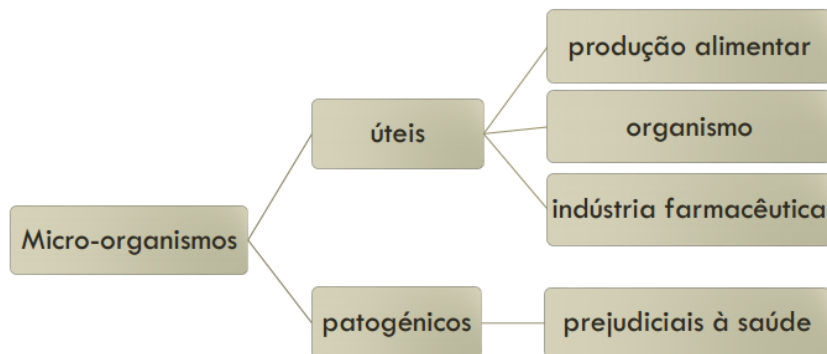 produção alimentar
úteis
organismo
indústria farmacêutica
Micro-organismos
patogénicos
prejudiciais à saúde